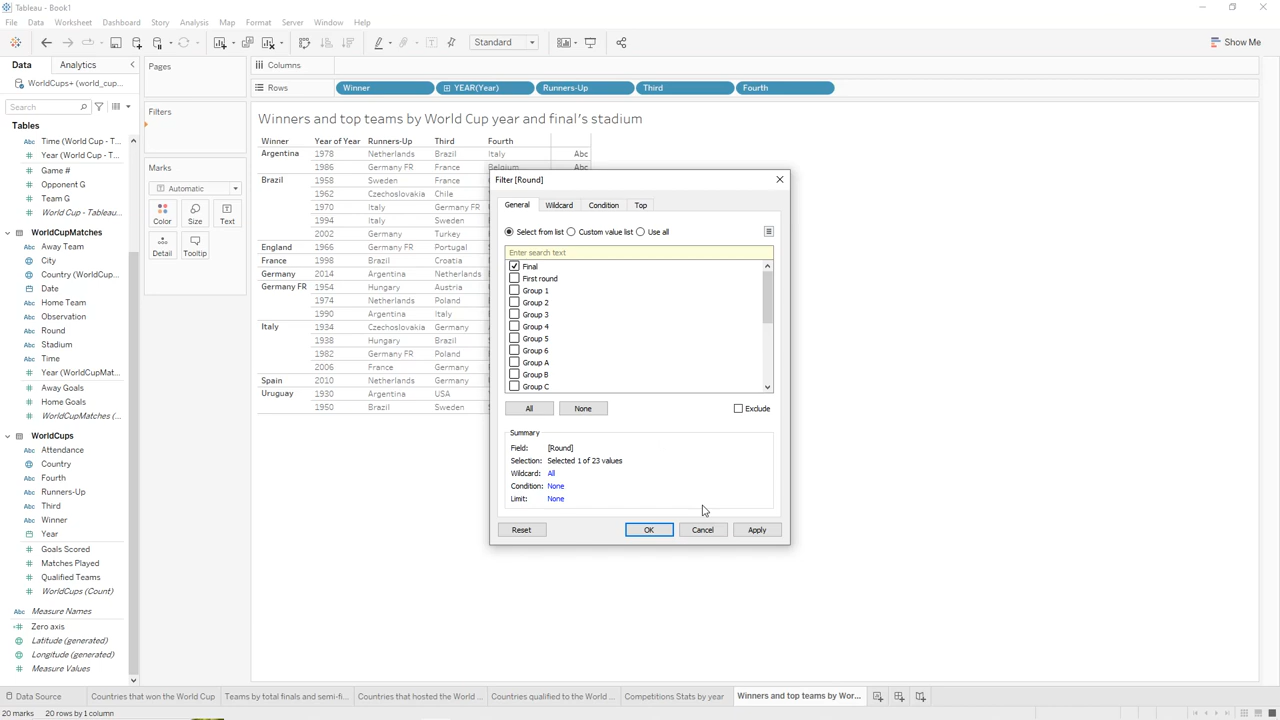 Tableau - Book1
File Data Worksheet Dashboard Story Analysis Map Format Server Window Help
Standard
Show Me
Data Analytics
Pages
Columns
WorldCups+ (world_cup...
Rows Winner YEAR(Year) Runners-Up Third Fourth
Search
Filters
Tables
Winners and top teams by World Cup year and final's stadium
Time (World Cup - T...
Year (World Cup - T...
Game #
Opponent G
Team G
World Cup - Tableau...
WorldCupMatches
Away Team
City
Country (WorldCup...
Date
Home Team
Observation
Round
Stadium
Time
Year (WorldCupMat...
Away Goals
Home Goals
WorldCupMatches (...
WorldCups
Attendance
Country
Fourth
Runners-Up
Third
Winner
Year
Goals Scored
Matches Played
Qualified Teams
WorldCups (Count)
Measure Names
Zero axis
Latitude (generated)
Longitude (generated)
Measure Values
Marks
Automatic
Color Size Text
Detail Tooltip
Winner Year of Year Runners-Up Third Fourth
Argentina 1978 Netherlands Brazil Italy Abc
1986 Germany FR France Belgium Abc
Brazil 1958 Sweden France
1962 Czechoslovakia Chile
1970 Italy Germany FR
1994 Italy Sweden
2002 Germany Turkey
England 1966 Germany FR Portugal
France 1998 Brazil Croatia
Germany 2014 Argentina Netherlands
Germany FR 1954 Hungary Austria
1974 Netherlands Poland
1990 Argentina Italy
Italy 1934 Czechoslovakia Germany
1938 Hungary Brazil
1982 Germany FR Poland
2006 France Germany
Spain 2010 Netherlands Germany
Uruguay 1930 Argentina USA
1950 Brazil Sweden
Filter [Round]
General Wildcard Condition Top
Select from list Custom value list Use all
Enter search text
Final
First round
Group 1
Group 2
Group 3
Group 4
Group 5
Group 6
Group A
Group B
Group C
All None Exclude
Summary
Field: [Round]
Selection: Selected 1 of 23 values
Wildcard: All
Condition: None
Limit: None
Reset OK Cancel Apply
Data Source Countries that won the World Cup Teams by total finals and semi-fi... Countries that hosted the World ... Countries qualified to the World ... Competitions Stats by year Winners and top teams by Wor...
20 marks 20 rows by 1 column